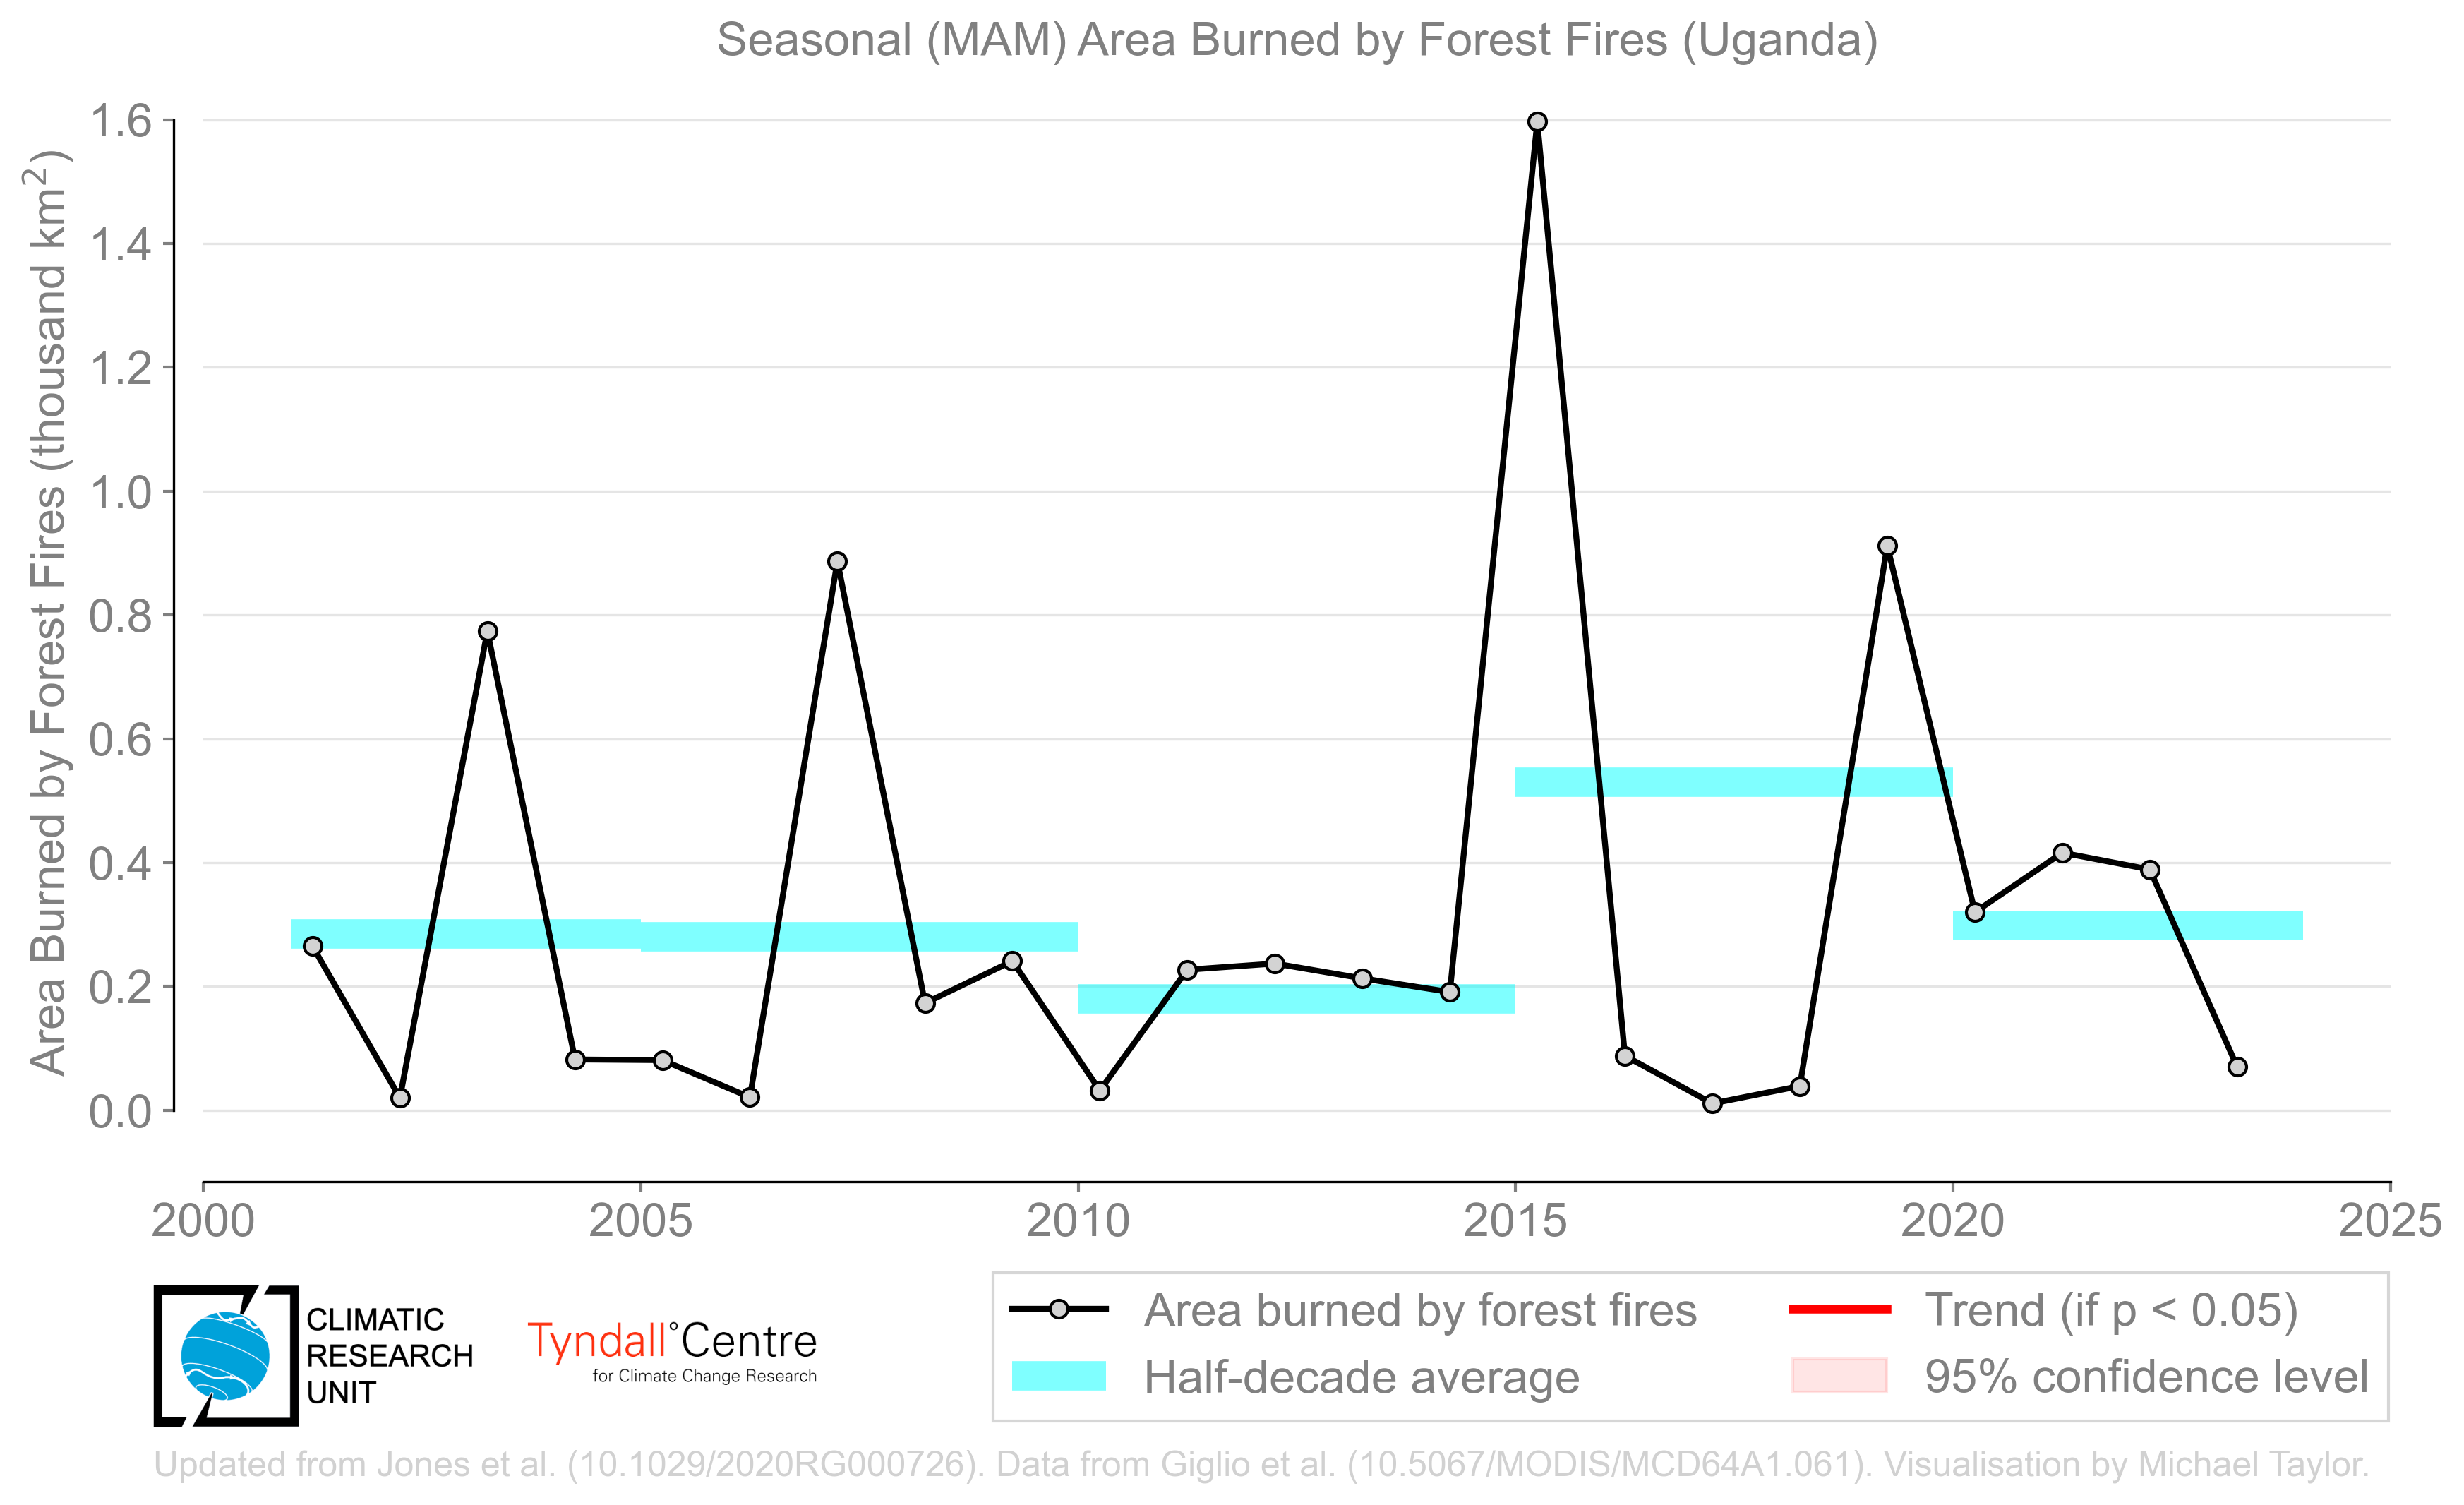 Seasonal (MAM) Area Burned by Forest Fires (Uganda)
Area Burned by Forest Fires (thousand km²)
1.6
1.4
1.2
1.0
0.8
0.6
0.4
0.2
0.0
2000 2005 2010 2015 2020 2025
CLIMATIC
RESEARCH
UNIT
Tyndall°Centre
for Climate Change Research
Area burned by forest fires
Half-decade average
Trend (if p < 0.05)
95% confidence level
Updated from Jones et al. (10.1029/2020RG000726). Data from Giglio et al. (10.5067/MODIS/MCD64A1.061). Visualisation by Michael Taylor.